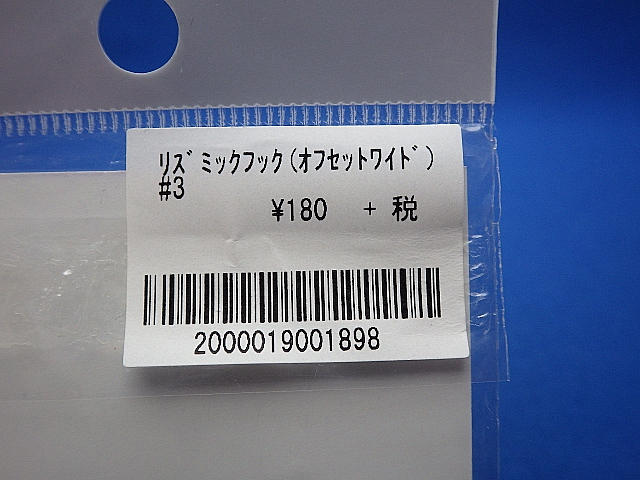 ﾘｽﾞﾐｯｸﾌｯｸ(ｵﾌｾｯﾄﾜｲﾄﾞ)
#3
¥180 + 税
2000019001898